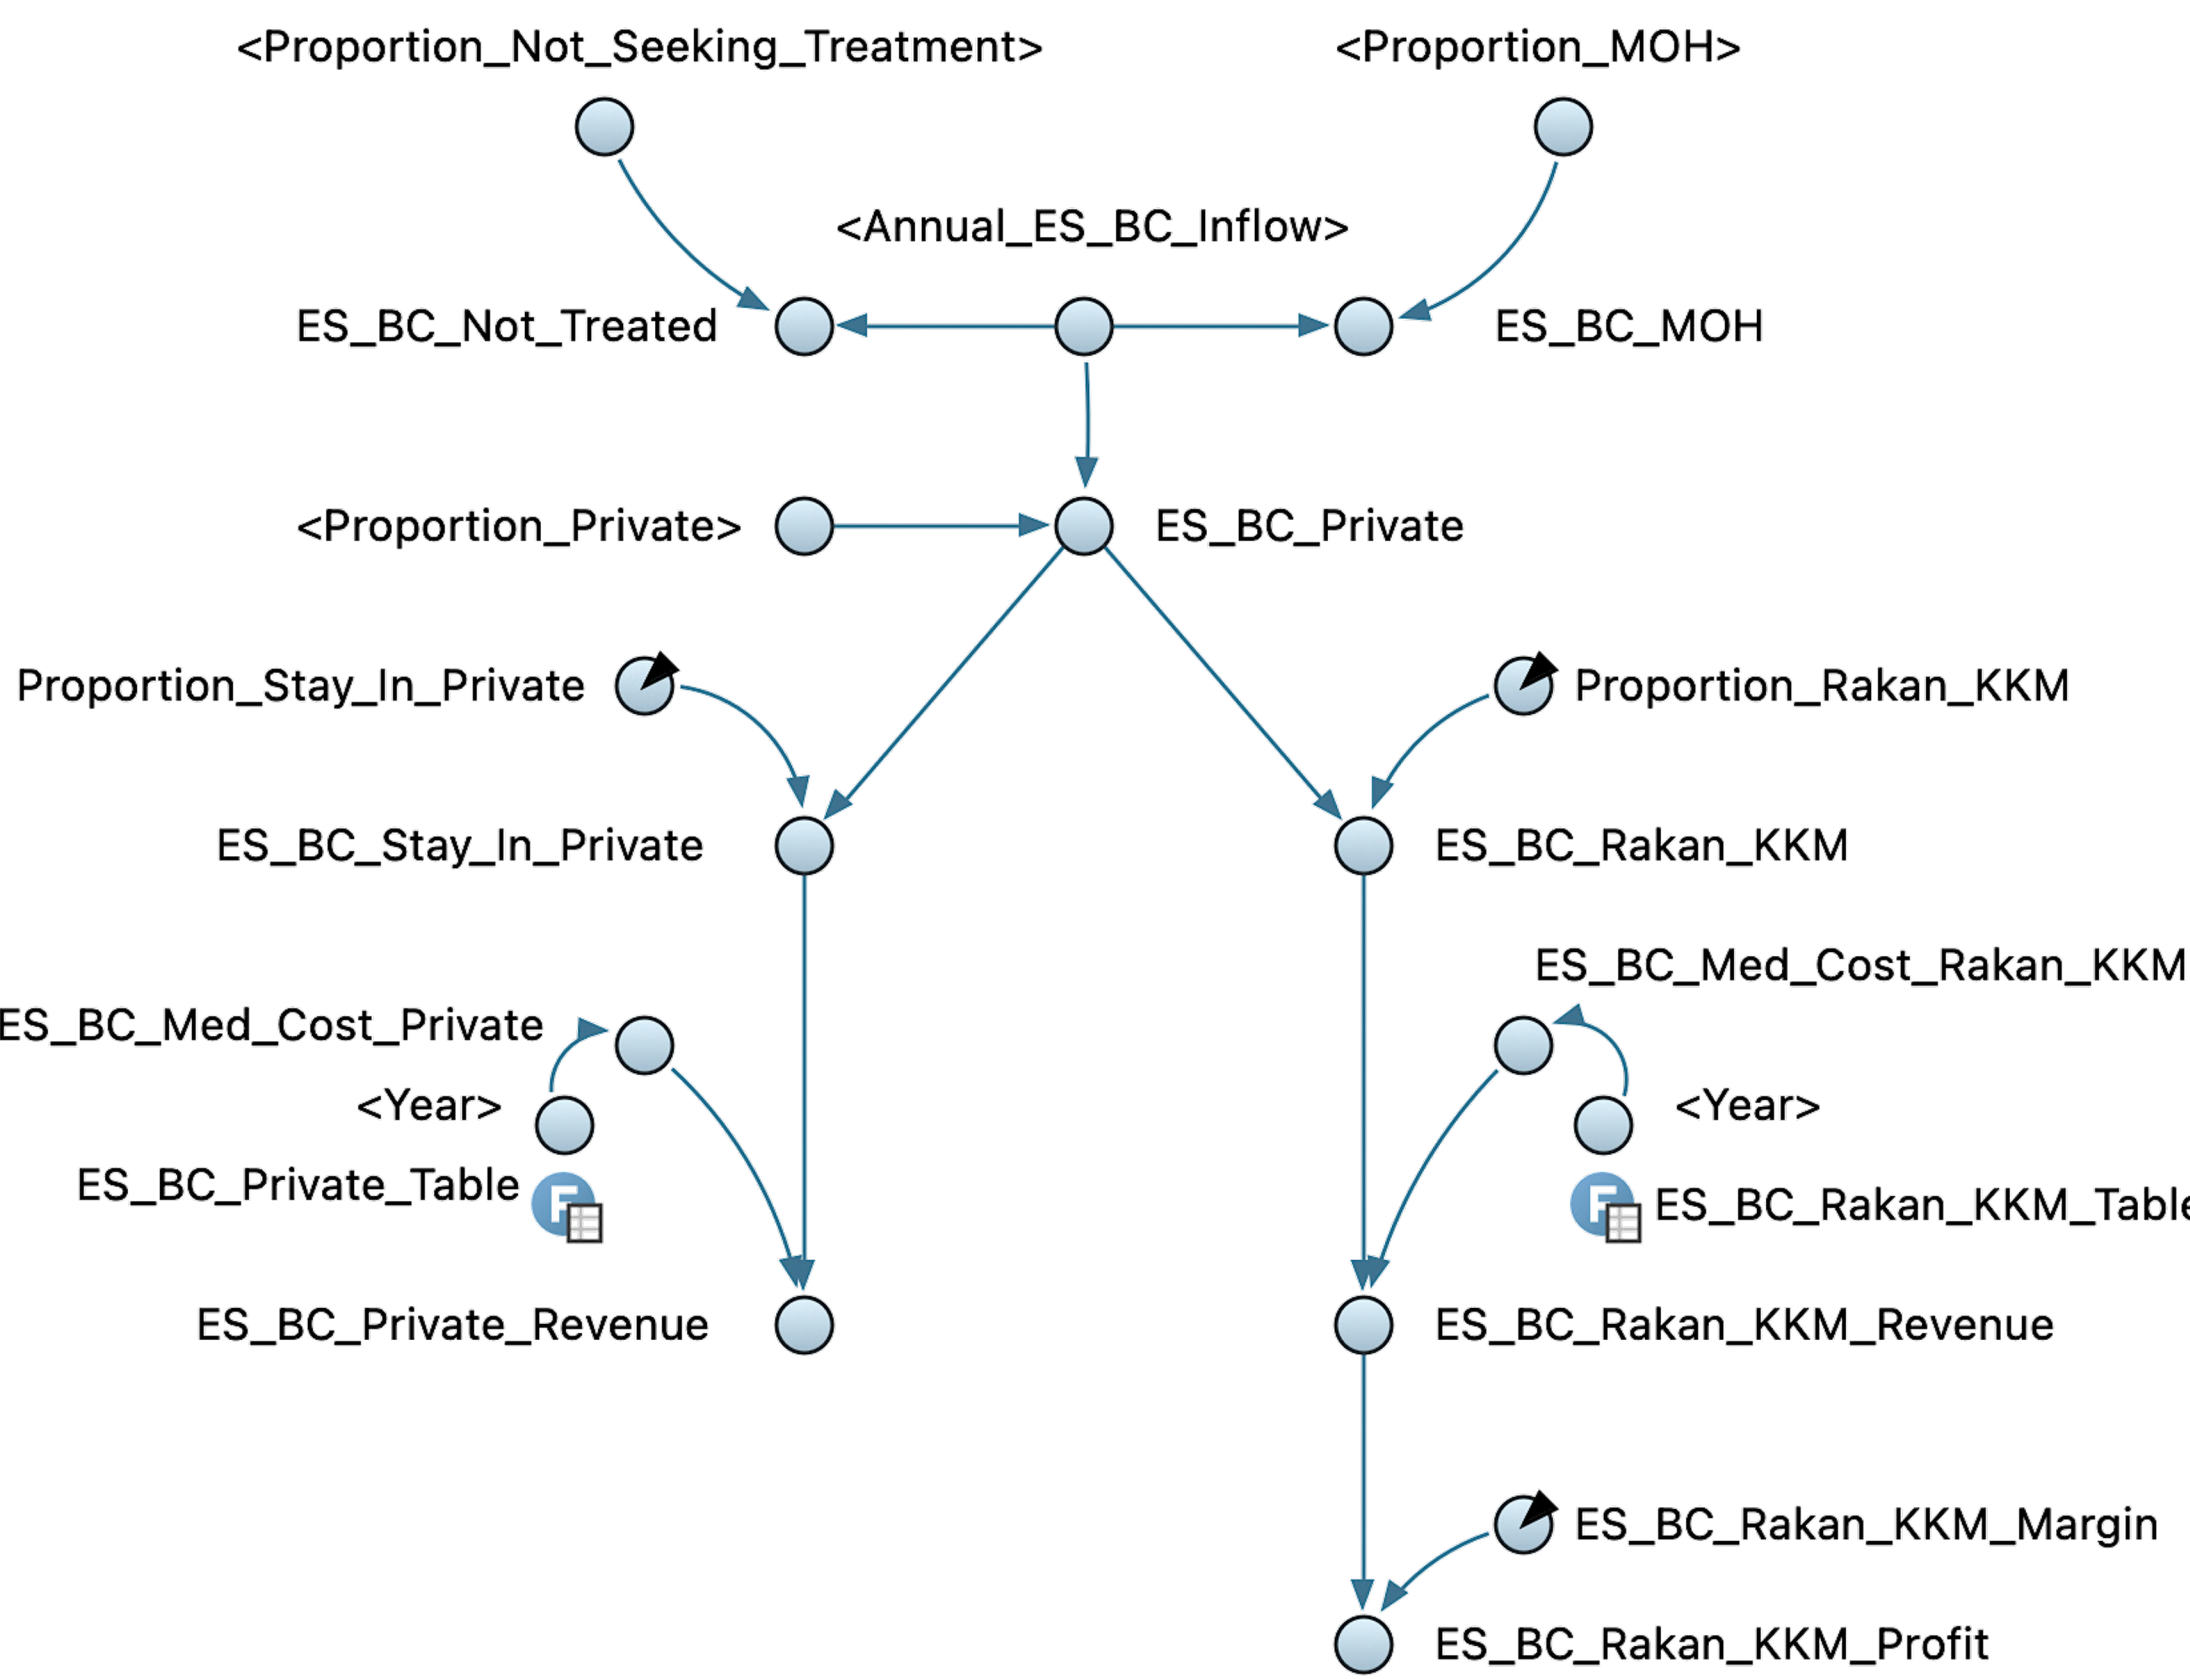 <Proportion_Not_Seeking_Treatment>
<Proportion_MOH>
<Annual_ES_BC_Inflow>
ES_BC_Not_Treated
ES_BC_MOH
<Proportion_Private>
ES_BC_Private
Proportion_Stay_In_Private
Proportion_Rakan_KKM
ES_BC_Stay_In_Private
ES_BC_Rakan_KKM
ES_BC_Med_Cost_Rakan_KKM
ES_BC_Med_Cost_Private
<Year>
<Year>
ES_BC_Private_Table
F
F
ES_BC_Rakan_KKM_Table
ES_BC_Private_Revenue
ES_BC_Rakan_KKM_Revenue
ES_BC_Rakan_KKM_Margin
ES_BC_Rakan_KKM_Profit